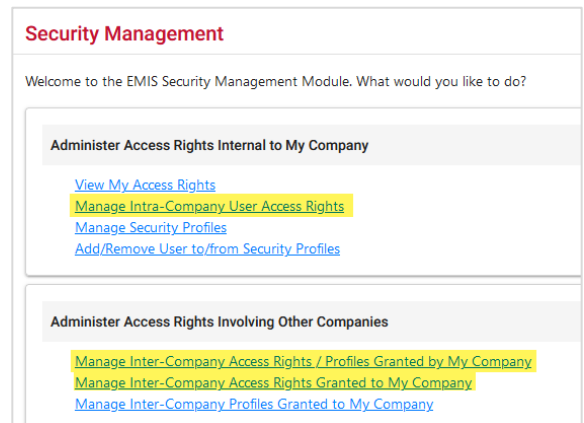 Security Management
Welcome to the EMIS Security Management Module. What would you like to do?
Administer Access Rights Internal to My Company
View My Access Rights
Manage Intra-Company User Access Rights
Manage Security Profiles
Add/Remove User to/from Security Profiles
Administer Access Rights Involving Other Companies
Manage Inter-Company Access Rights / Profiles Granted by My Company
Manage Inter-Company Access Rights Granted to My Company
Manage Inter-Company Profiles Granted to My Company